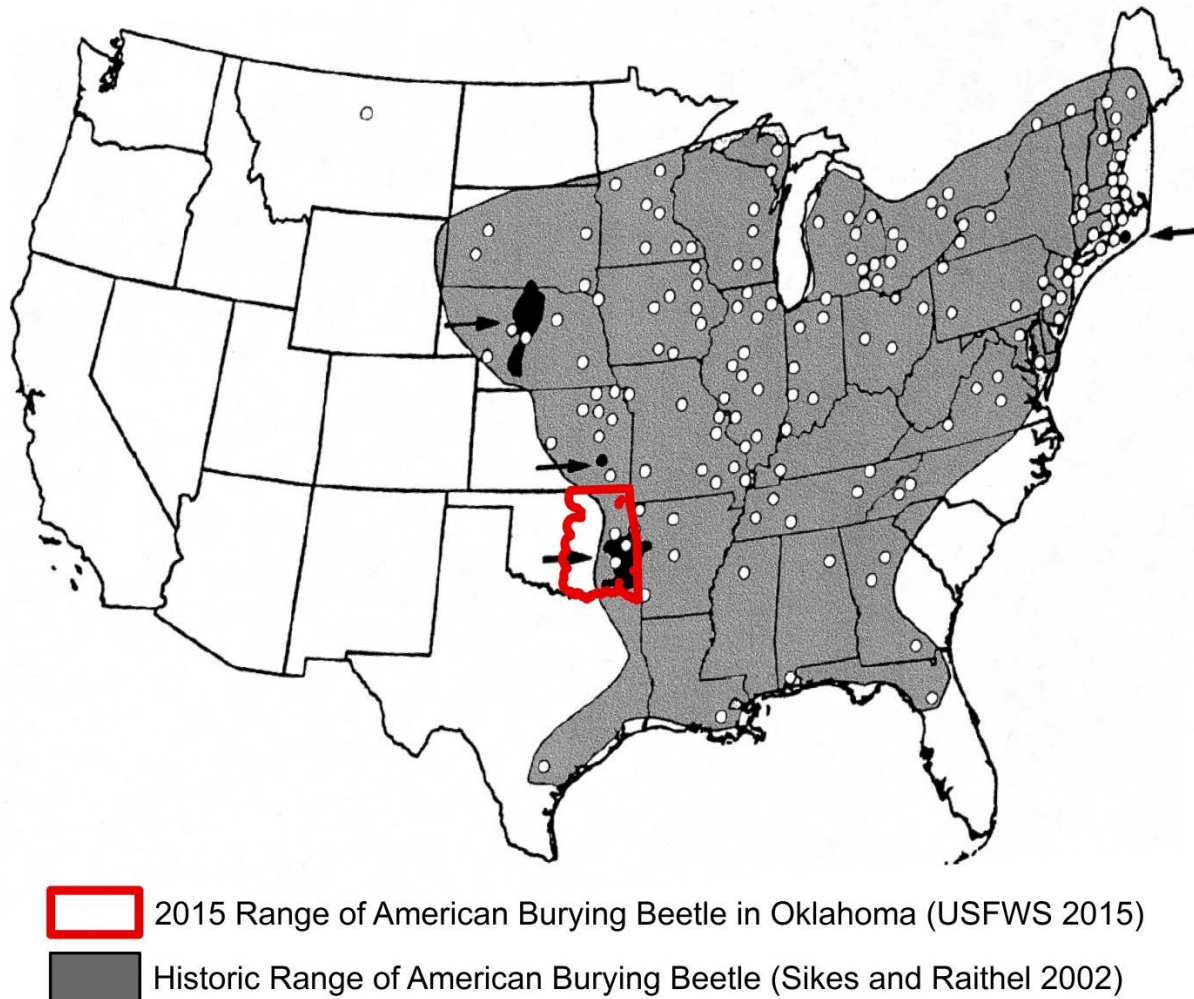 2015 Range of American Burying Beetle in Oklahoma (USFWS 2015)
Historic Range of American Burying Beetle (Sikes and Raithel 2002)